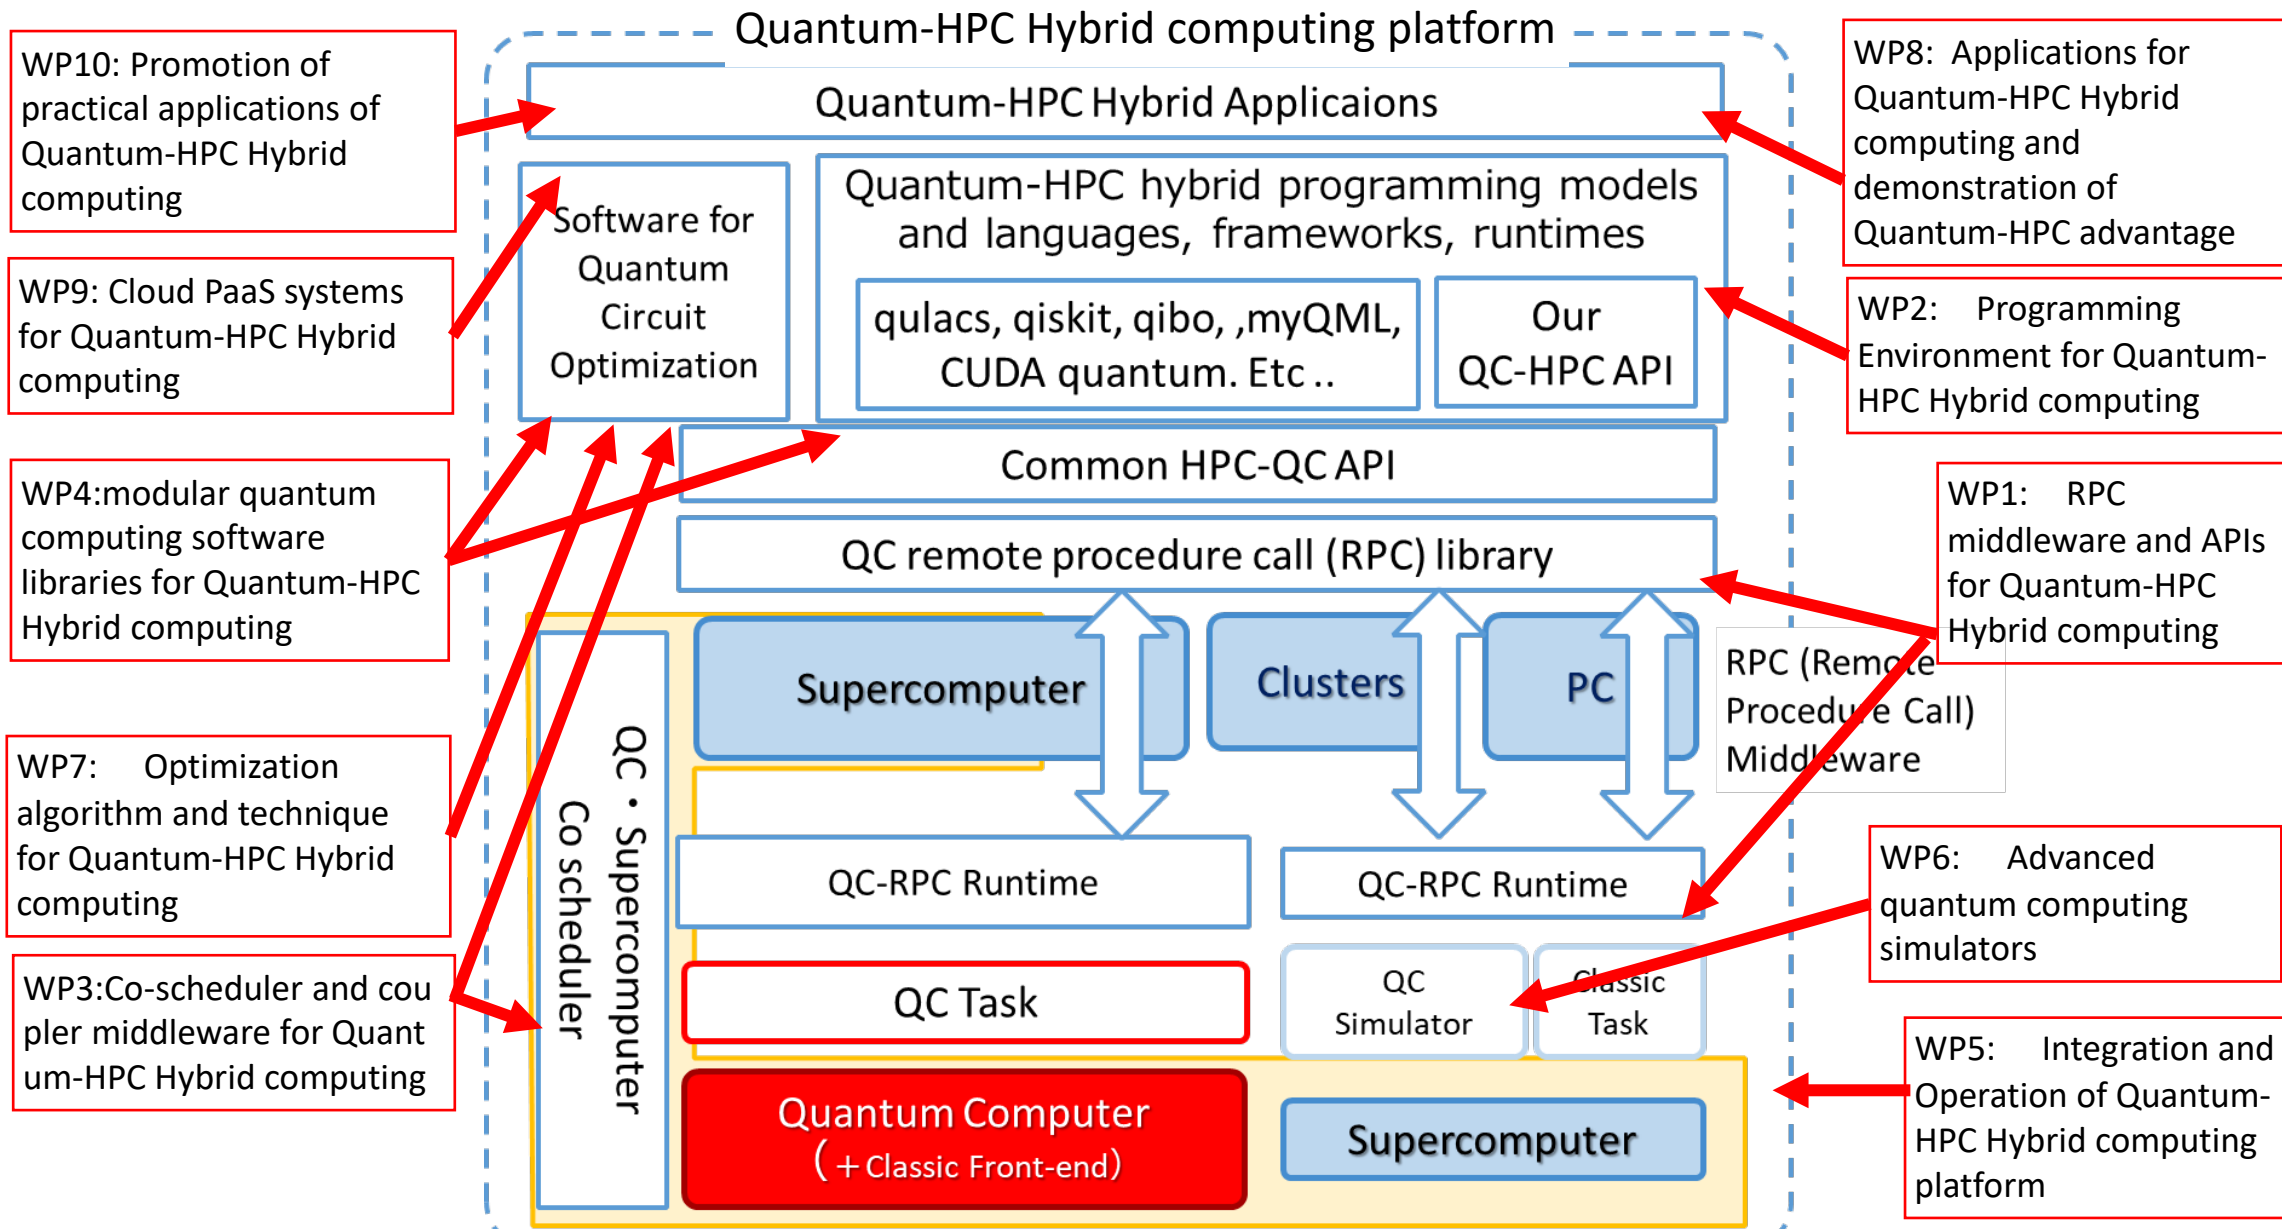 Quantum-HPC Hybrid computing platform
WP10: Promotion of
practical applications of
Quantum-HPC Hybrid
computing
WP9: Cloud PaaS systems
for Quantum-HPC Hybrid
computing
WP4:modular quantum
computing software
libraries for Quantum-HPC
Hybrid computing
WP7: Optimization
algorithm and technique
for Quantum-HPC Hybrid
computing
WP3:Co-scheduler and cou
pler middleware for Quant
um-HPC Hybrid computing
Quantum-HPC Hybrid Applicaions
Software for
Quantum
Circuit
Optimization
Quantum-HPC hybrid programming models
and languages, frameworks, runtimes
qulacs, qiskit, qibo, ,myQML,
CUDA quantum. Etc ..
Our
QC-HPC API
Common HPC-QC API
QC remote procedure call (RPC) library
Supercomputer
Clusters
PC
RPC (Remote
Procedure Call)
Middleware
QC・Supercomputer
Co scheduler
QC-RPC Runtime
QC-RPC Runtime
QC Task
QC
Simulator
Classic
Task
Quantum Computer
(+Classic Front-end)
Supercomputer
WP8: Applications for
Quantum-HPC Hybrid
computing and
demonstration of
Quantum-HPC advantage
WP2: Programming
Environment for Quantum-
HPC Hybrid computing
WP1: RPC
middleware and APIs
for Quantum-HPC
Hybrid computing
WP6: Advanced
quantum computing
simulators
WP5: Integration and
Operation of Quantum-
HPC Hybrid computing
platform